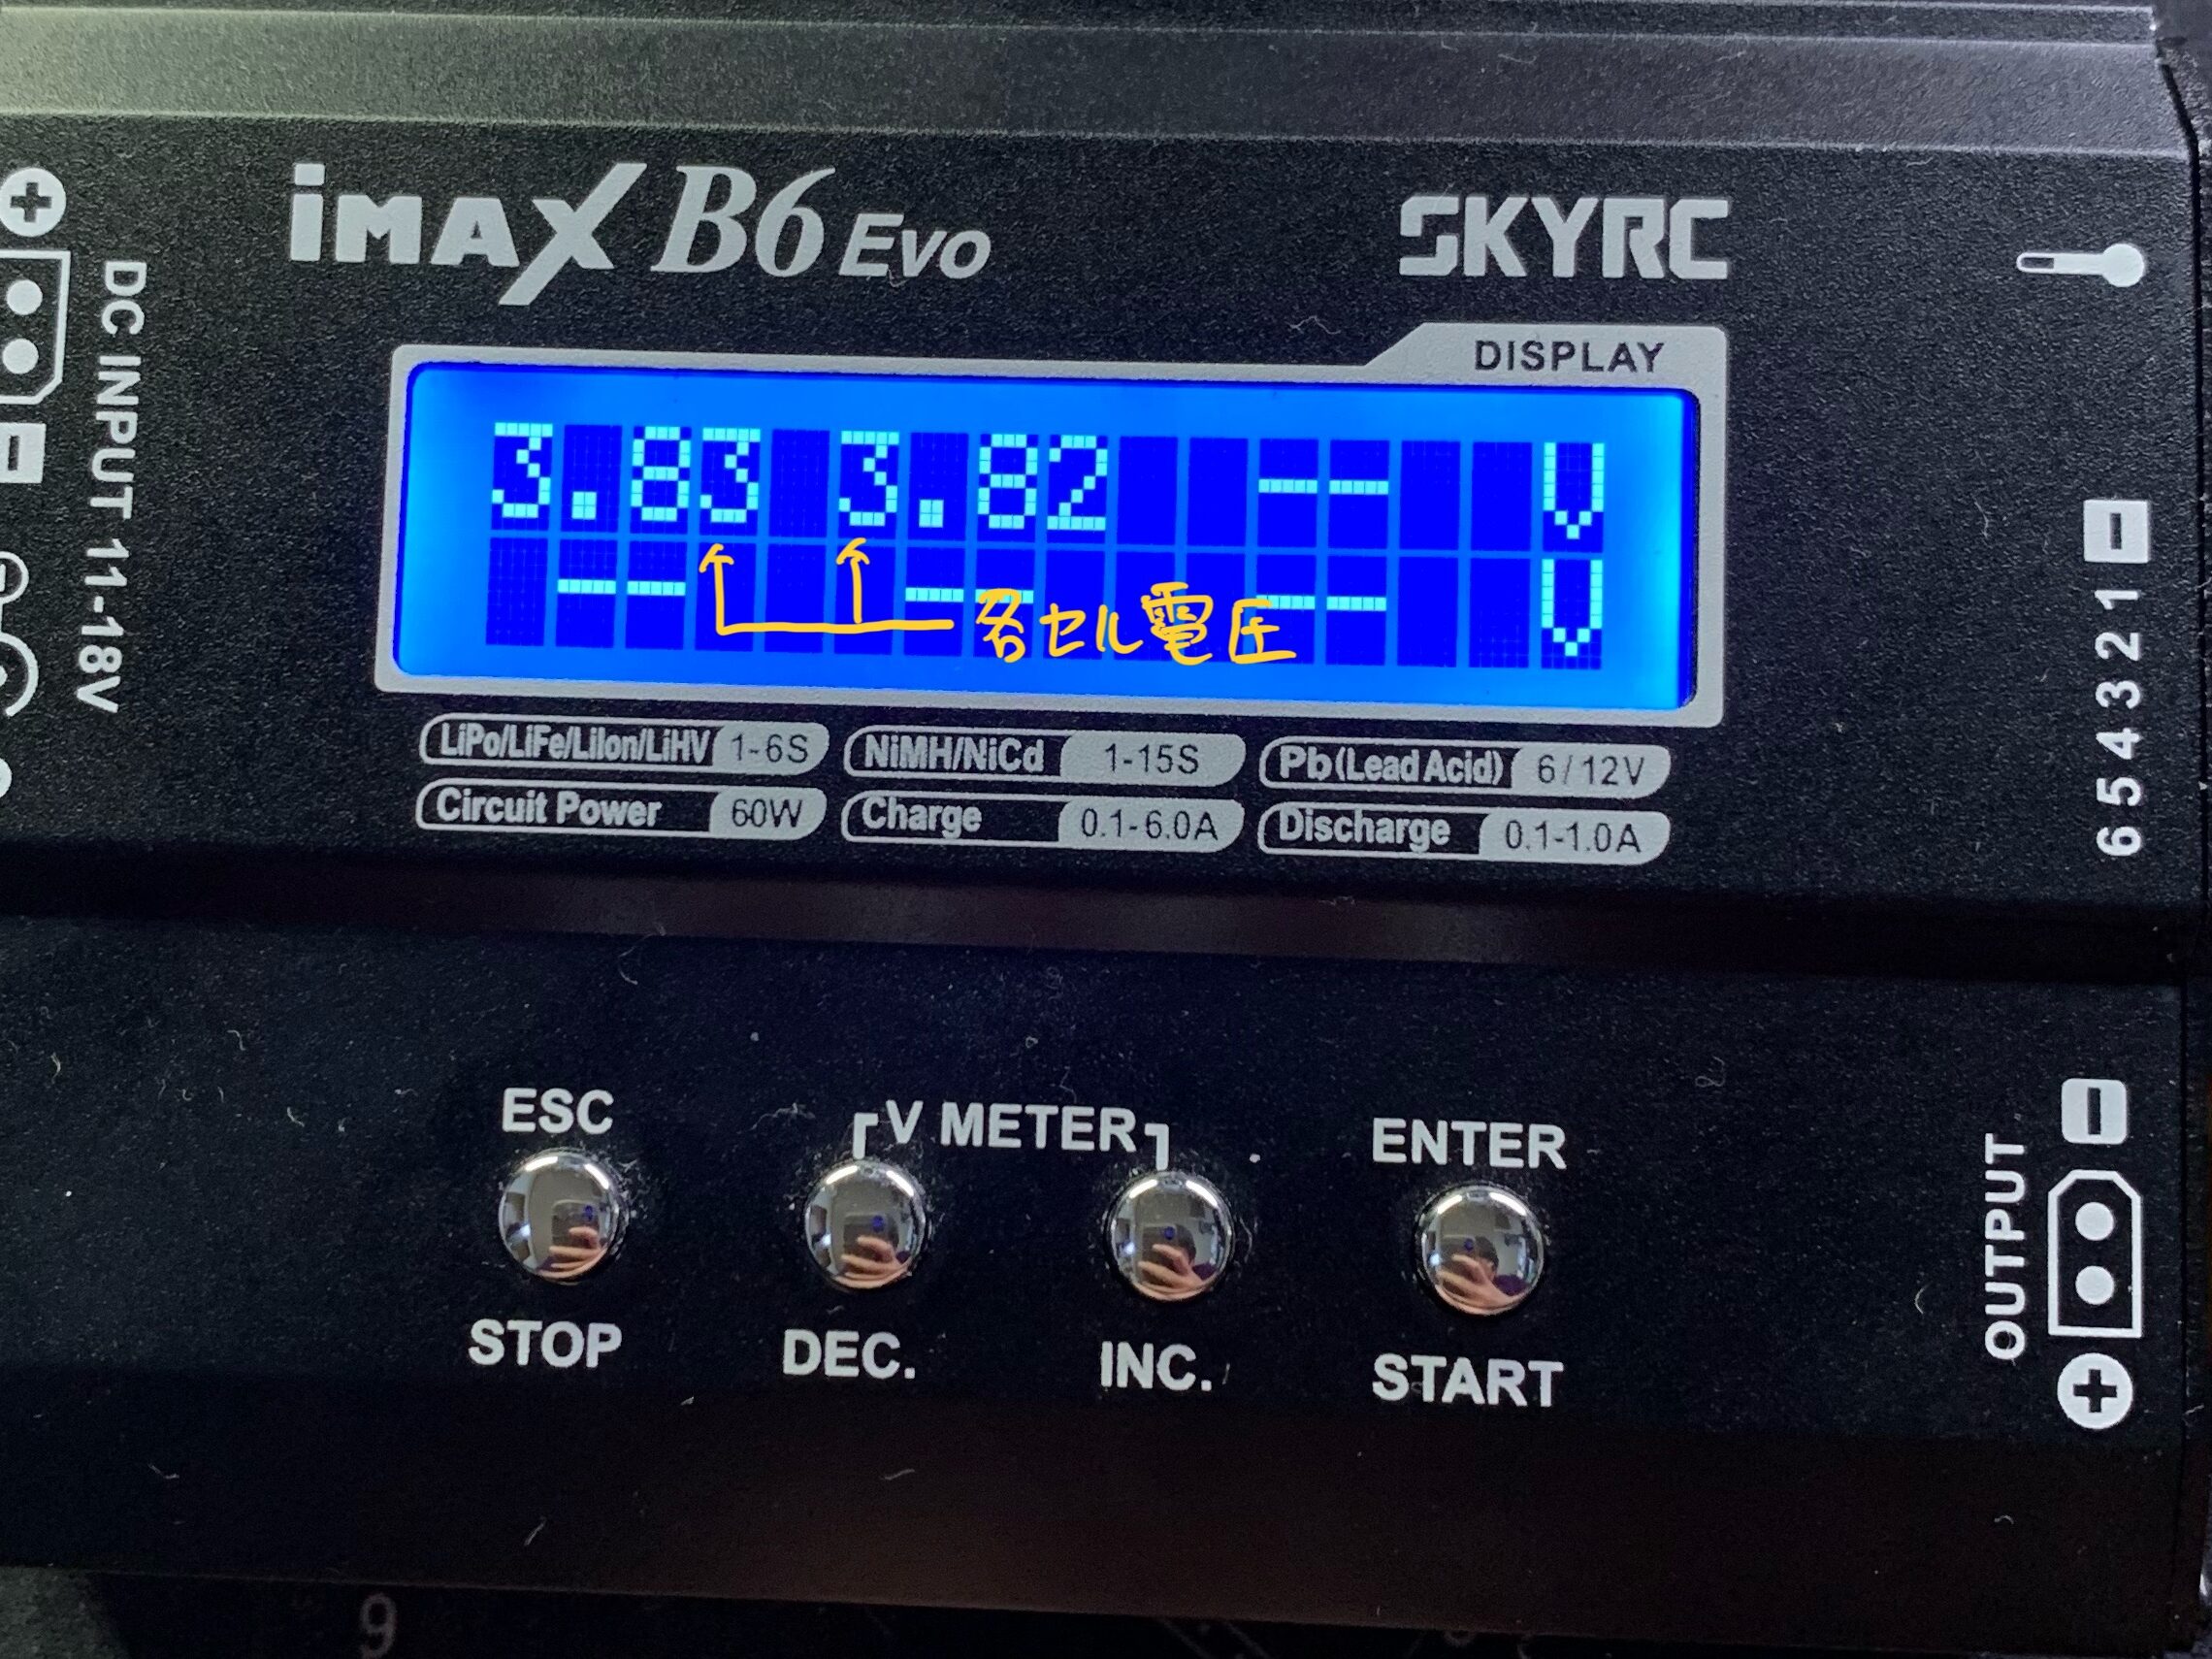 iMAX B6 Evo
SKYRC
DISPLAY
3.83 3.82 -- V
-- -- -- V
各セル電圧
LiPo/LiFe/LiIon/LiHV 1-6S
NiMH/NiCd 1-15S
Pb(Lead Acid) 6/12V
Circuit Power 60W
Charge 0.1-6.0A
Discharge 0.1-1.0A
DC INPUT 11-18V
6 5 4 3 2 1
ESC
V METER
ENTER
STOP
DEC.
INC.
START
OUTPUT
9